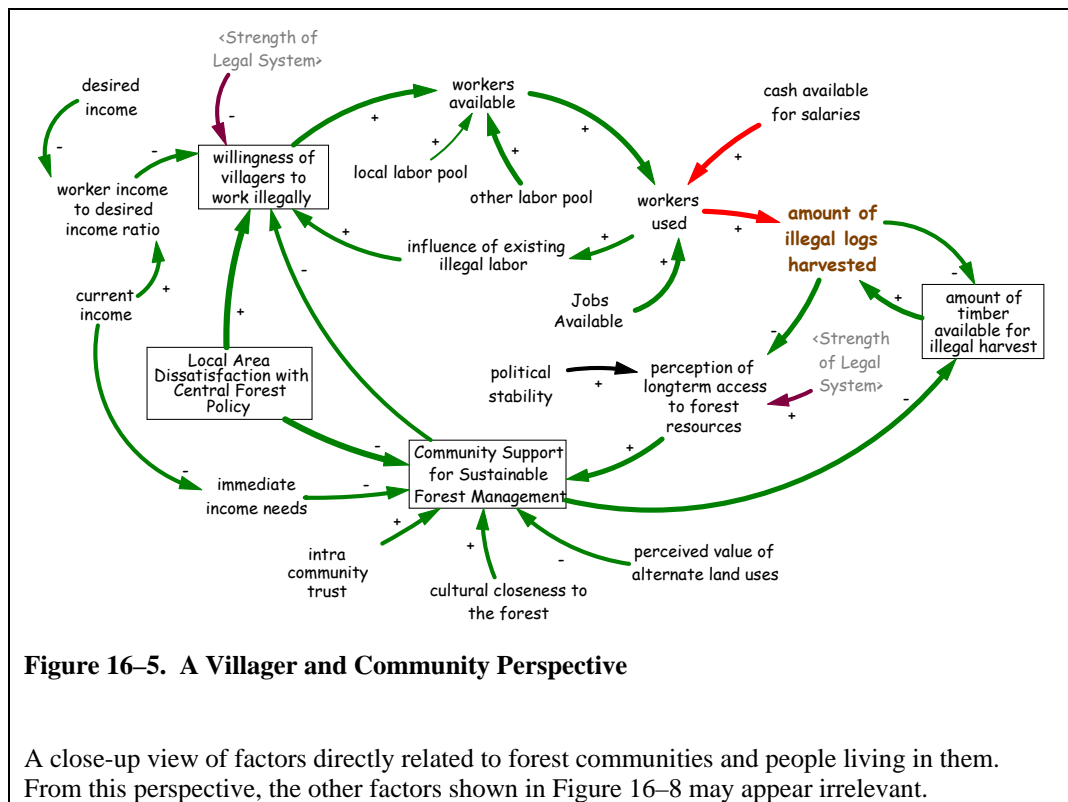 <Strength of
Legal System>
desired
income
workers
available
cash available
for salaries
-
-
-
+
+
+
+
+
willingness of
villagers to
work illegally
local labor pool
other labor pool
worker income
to desired
income ratio
workers
used
+
amount of
illegal logs
harvested
influence of existing
illegal labor
+
+
+
-
-
+
+
current
income
+
Jobs
Available
amount of
timber
available for
illegal harvest
Local Area
Dissatisfaction with
Central Forest
Policy
political
stability
+
-
perception of
longterm access
to forest
resources
<Strength
of Legal
System>
+
-
-
+
Community Support
for Sustainable
Forest Management
-
immediate
income needs
-
+
+
-
intra
community
trust
cultural closeness to
the forest
perceived value of
alternate land uses
Figure 16–5. A Villager and Community Perspective
A close-up view of factors directly related to forest communities and people living in them.
From this perspective, the other factors shown in Figure 16–8 may appear irrelevant.